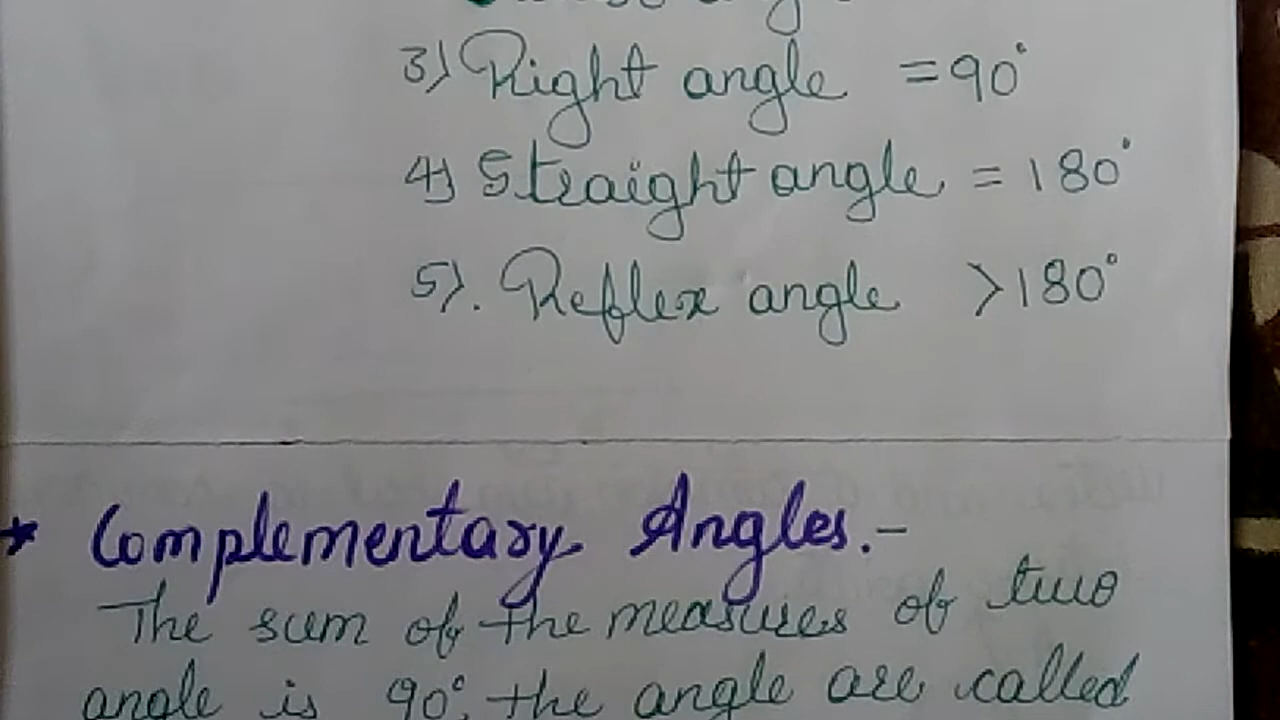 3) Right angle = 90°
4) Straight angle = 180°
5). Reflex angle > 180°
* Complementary Angles.-
The sum of the measures of two
angle is 90°, the angle are called